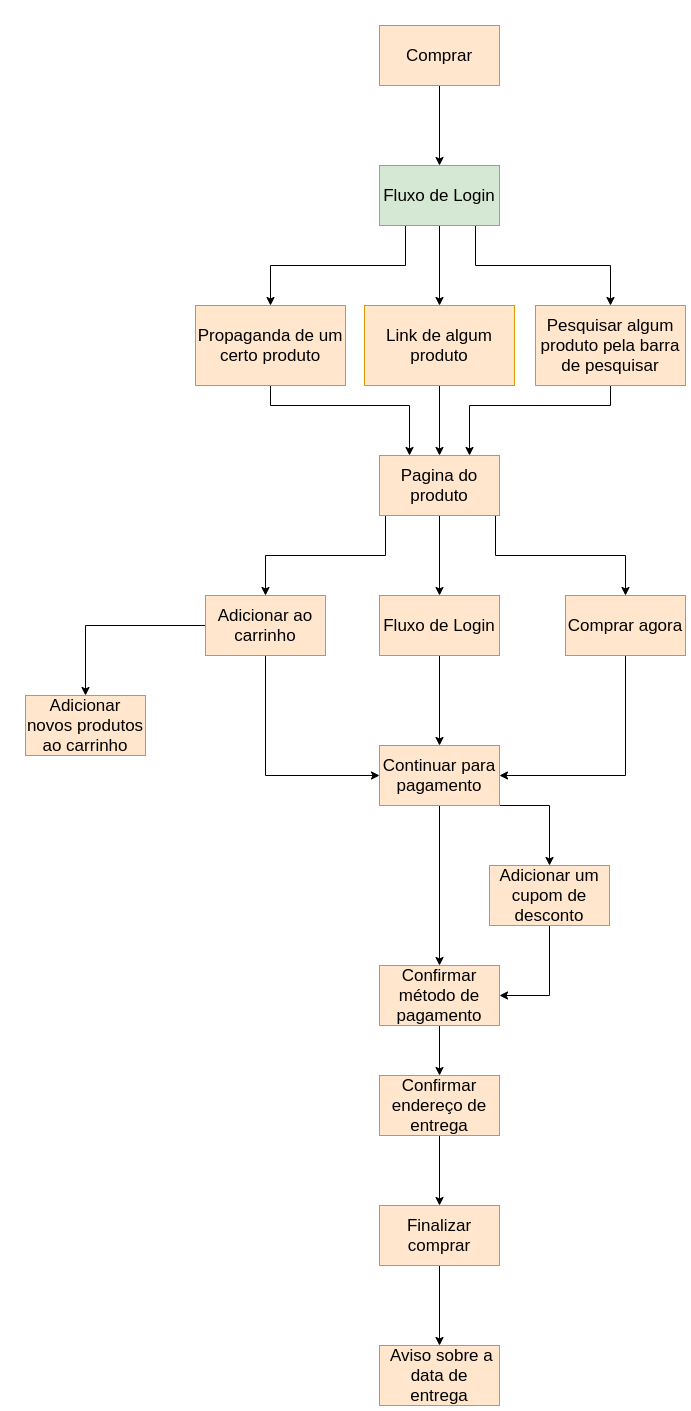 Comprar
Fluxo de Login
Propaganda de um
certo produto
Link de algum
produto
Pesquisar algum
produto pela barra
de pesquisar
Pagina do
produto
Adicionar ao
carrinho
Fluxo de Login
Comprar agora
Adicionar
novos produtos
ao carrinho
Continuar para
pagamento
Adicionar um
cupom de
desconto
Confirmar
método de
pagamento
Confirmar
endereço de
entrega
Finalizar
comprar
Aviso sobre a
data de
entrega